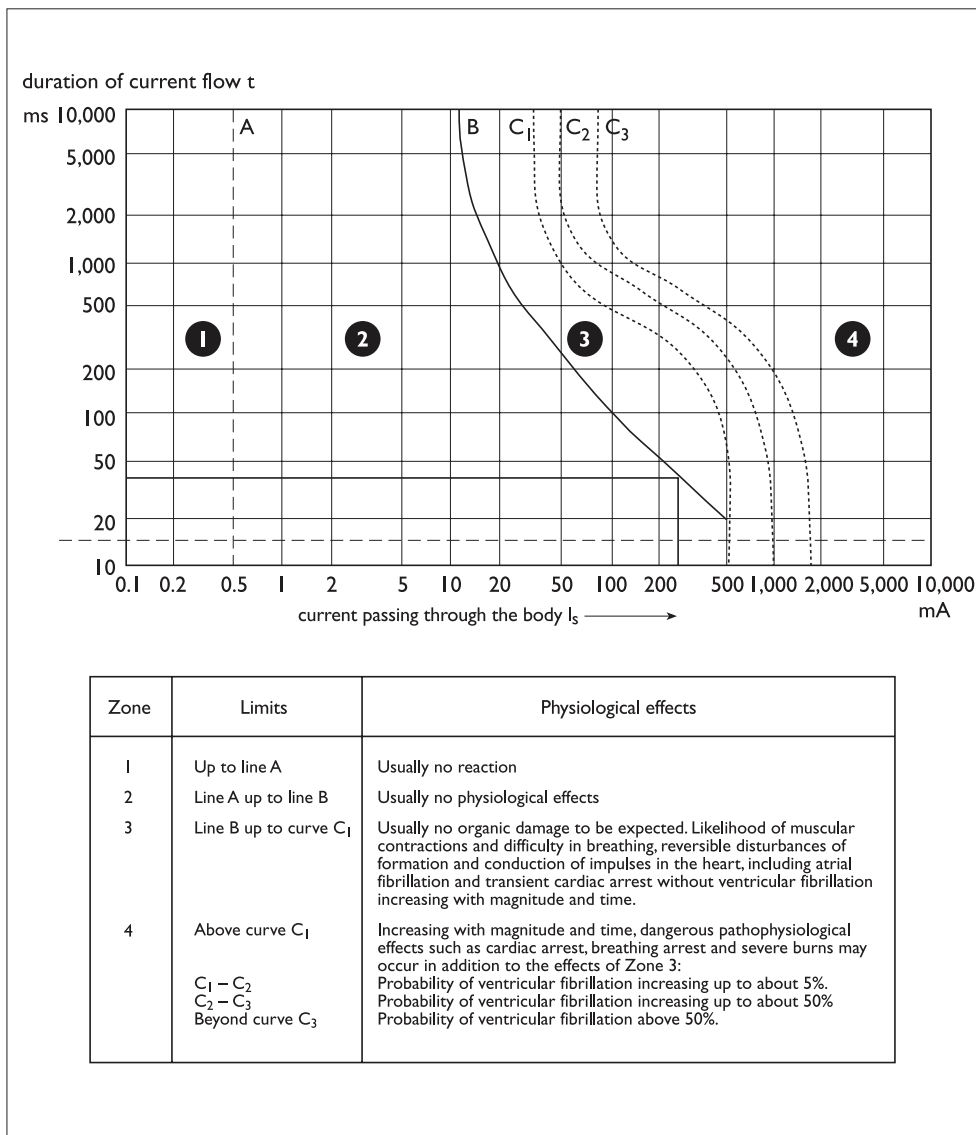 duration of current flow t
ms 10,000
A
B
C₁
C₂
C₃
5,000
2,000
1,000
500
1
2
3
4
200
100
50
20
10
0.1 0.2 0.5 1 2 5 10 20 50 100 200 500 1,000 2,000 5,000 10,000
mA
current passing through the body Iₛ
Zone Limits Physiological effects
1 Up to line A Usually no reaction
2 Line A up to line B Usually no physiological effects
3 Line B up to curve C₁ Usually no organic damage to be expected. Likelihood of muscular
contractions and difficulty in breathing, reversible disturbances of
formation and conduction of impulses in the heart, including atrial
fibrillation and transient cardiac arrest without ventricular fibrillation
increasing with magnitude and time.
4 Above curve C₁ Increasing with magnitude and time, dangerous pathophysiological
effects such as cardiac arrest, breathing arrest and severe burns may
occur in addition to the effects of Zone 3:
C₁ – C₂ Probability of ventricular fibrillation increasing up to about 5%.
C₂ – C₃ Probability of ventricular fibrillation increasing up to about 50%
Beyond curve C₃ Probability of ventricular fibrillation above 50%.